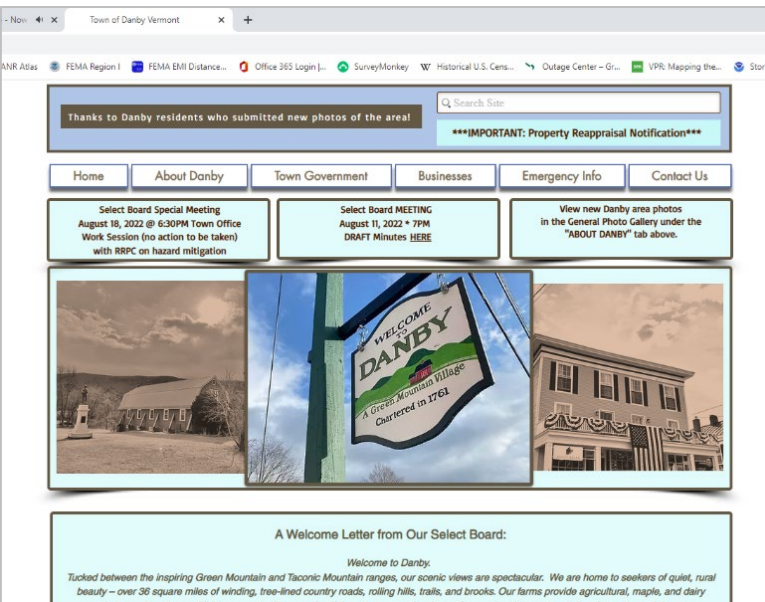 - Now
Town of Danby Vermont
ANR Atlas
FEMA Region I
FEMA EMI Distance...
Office 365 Login |...
SurveyMonkey
Historical U.S. Cens...
Outage Center – Gr...
VPR: Mapping the...
Stor
Thanks to Danby residents who submitted new photos of the area!
Search Site
***IMPORTANT: Property Reappraisal Notification***
Home
About Danby
Town Government
Businesses
Emergency Info
Contact Us
Select Board Special Meeting
August 18, 2022 @ 6:30PM Town Office
Work Session (no action to be taken)
with RRPC on hazard mitigation
Select Board MEETING
August 11, 2022 * 7PM
DRAFT Minutes HERE
View new Danby area photos
in the General Photo Gallery under the
"ABOUT DANBY" tab above.
WELCOME
TO
DANBY
A Green Mountain Village
Chartered in 1761
A Welcome Letter from Our Select Board:
Welcome to Danby.
Tucked between the inspiring Green Mountain and Taconic Mountain ranges, our scenic views are spectacular. We are home to seekers of quiet, rural
beauty – over 36 square miles of winding, tree-lined country roads, rolling hills, trails, and brooks. Our farms provide agricultural, maple, and dairy